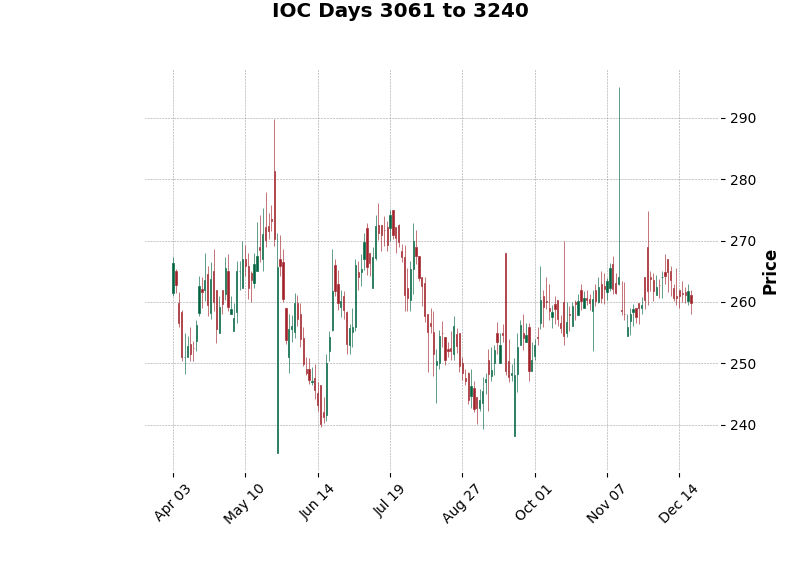 IOC Days 3061 to 3240
290
280
270
260
250
240
Price
Apr 03
May 10
Jun 14
Jul 19
Aug 27
Oct 01
Nov 07
Dec 14